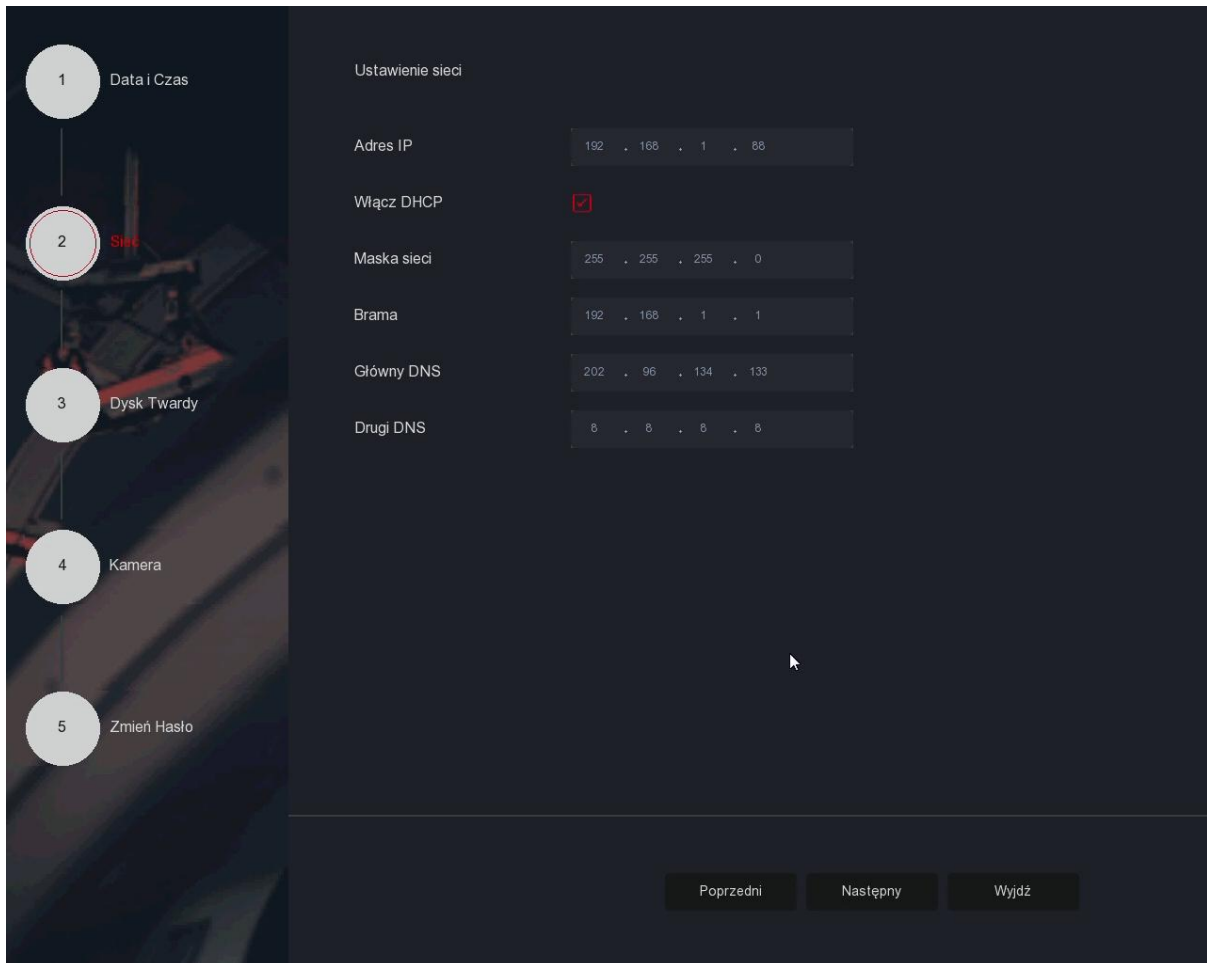 1 Data i Czas
2 Sieć
3 Dysk Twardy
4 Kamera
5 Zmień Hasło
Ustawienie sieci
Adres IP 192 . 168 . 1 . 88
Włącz DHCP
Maska sieci 255 . 255 . 255 . 0
Brama 192 . 168 . 1 . 1
Główny DNS 202 . 96 . 134 . 133
Drugi DNS 8 . 8 . 8 . 8
Poprzedni Następny Wyjdź